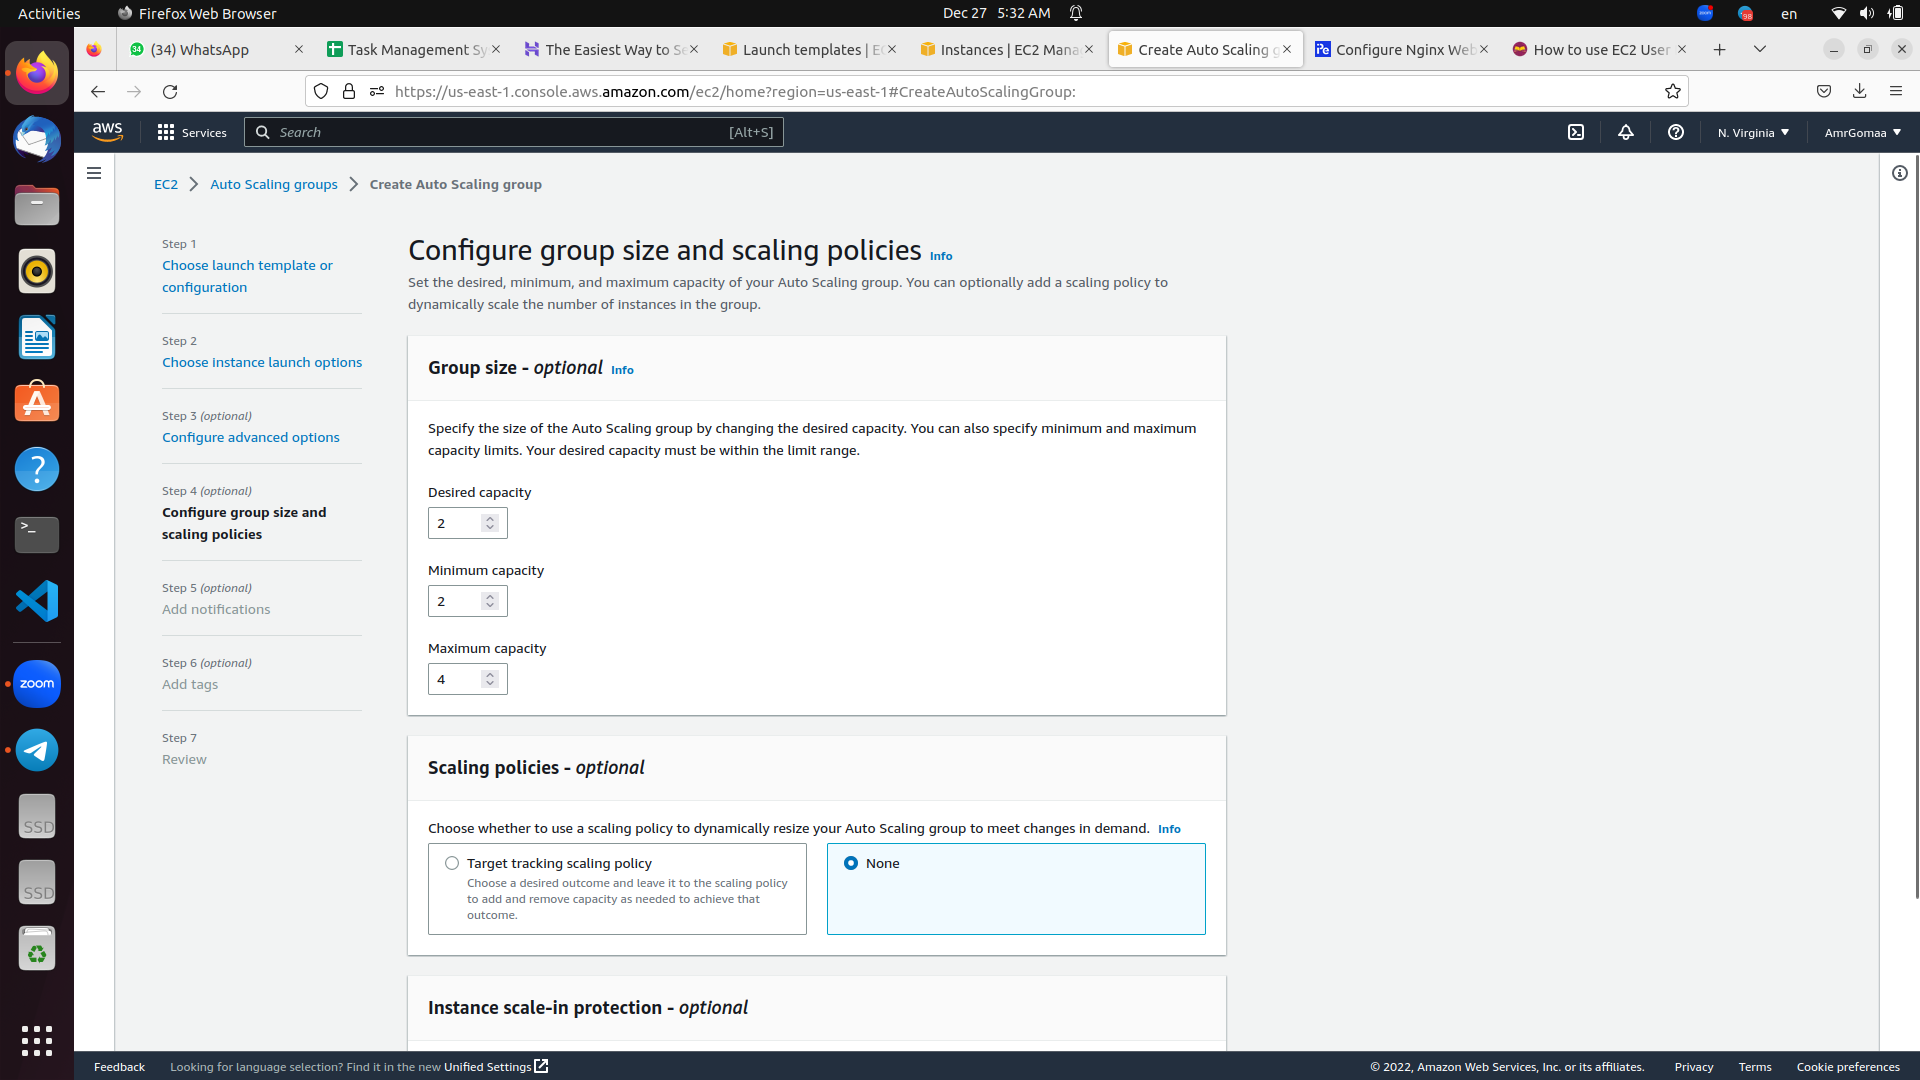 Activities
Firefox Web Browser
Dec 27 5:32 AM
zoom
98
en
34 (34) WhatsApp
Task Management Sy
The Easiest Way to Se
Launch templates | EC
Instances | EC2 Mana
Create Auto Scaling g
Configure Nginx Web
How to use EC2 User
https://us-east-1.console.aws.amazon.com/ec2/home?region=us-east-1#CreateAutoScalingGroup:
aws
Services
Search
[Alt+S]
N. Virginia
AmrGomaa
EC2
Auto Scaling groups
Create Auto Scaling group
Step 1
Choose launch template or
configuration
Step 2
Choose instance launch options
Step 3 (optional)
Configure advanced options
Step 4 (optional)
Configure group size and
scaling policies
Step 5 (optional)
Add notifications
Step 6 (optional)
Add tags
Step 7
Review
Configure group size and scaling policies Info
Set the desired, minimum, and maximum capacity of your Auto Scaling group. You can optionally add a scaling policy to
dynamically scale the number of instances in the group.
Group size - optional Info
Specify the size of the Auto Scaling group by changing the desired capacity. You can also specify minimum and maximum
capacity limits. Your desired capacity must be within the limit range.
Desired capacity
2
Minimum capacity
2
Maximum capacity
4
Scaling policies - optional
Choose whether to use a scaling policy to dynamically resize your Auto Scaling group to meet changes in demand. Info
Target tracking scaling policy
Choose a desired outcome and leave it to the scaling policy
to add and remove capacity as needed to achieve that
outcome.
None
Instance scale-in protection - optional
zoom
SSD
SSD
Feedback
Looking for language selection? Find it in the new Unified Settings
© 2022, Amazon Web Services, Inc. or its affiliates.
Privacy
Terms
Cookie preferences